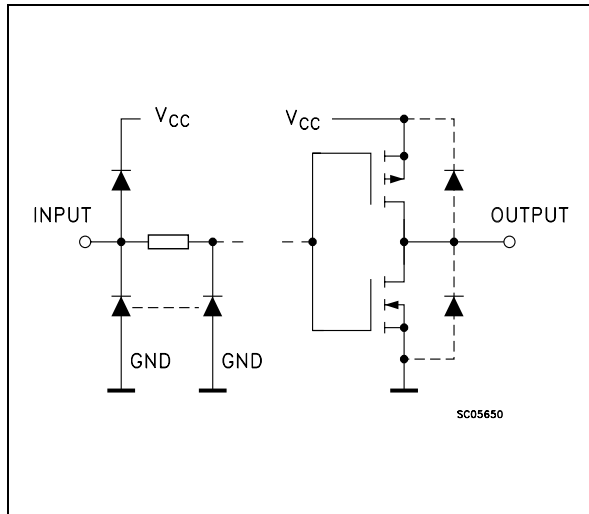 V_CC
V_CC
INPUT
OUTPUT
GND
GND
SC05650